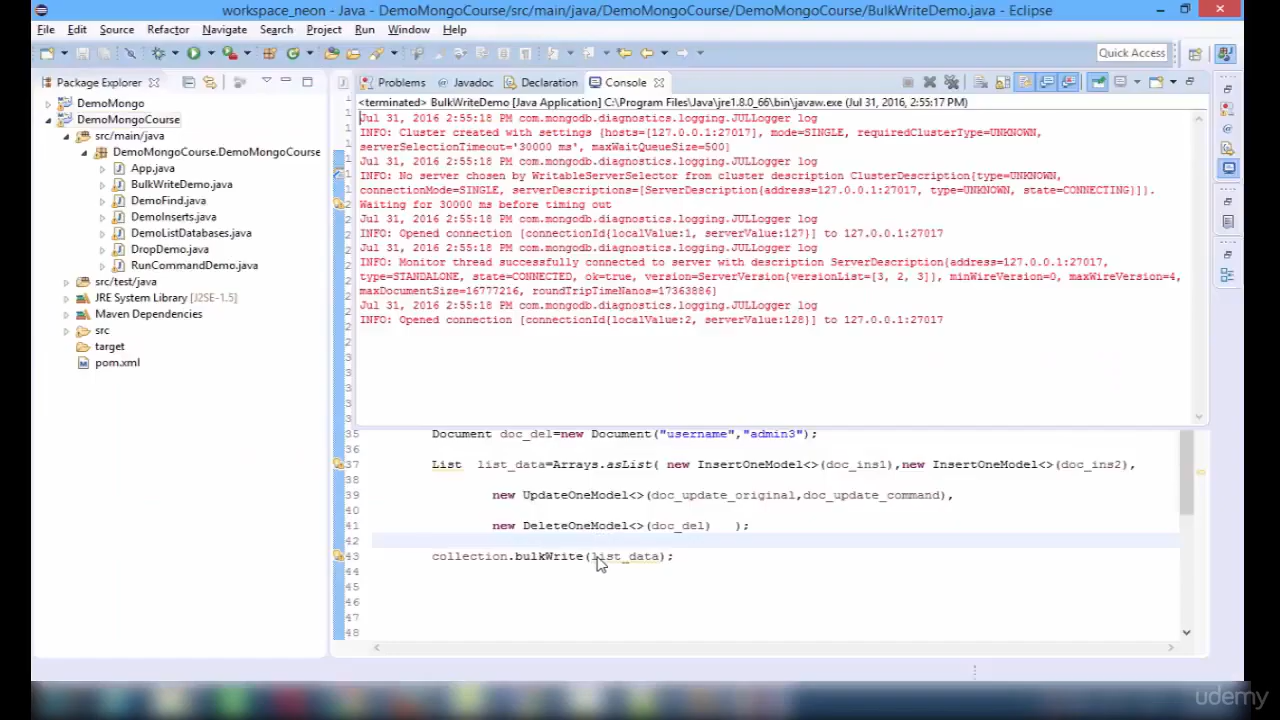 workspace_neon - Java - DemoMongoCourse/src/main/java/DemoMongoCourse/DemoMongoCourse/BulkWriteDemo.java - Eclipse
File Edit Source Refactor Navigate Search Project Run Window Help
Quick Access
Package Explorer
DemoMongo
DemoMongoCourse
src/main/java
DemoMongoCourse.DemoMongoCourse
App.java
BulkWriteDemo.java
DemoFind.java
DemoInserts.java
DemoListDatabases.java
DropDemo.java
RunCommandDemo.java
src/test/java
JRE System Library [J2SE-1.5]
Maven Dependencies
src
target
pom.xml
Problems Javadoc Declaration Console
<terminated> BulkWriteDemo [Java Application] C:\Program Files\Java\jre1.8.0_66\bin\javaw.exe (Jul 31, 2016, 2:55:17 PM)
Jul 31, 2016 2:55:18 PM com.mongodb.diagnostics.logging.JULLogger log
INFO: Cluster created with settings {hosts=[127.0.0.1:27017], mode=SINGLE, requiredClusterType=UNKNOWN,
serverSelectionTimeout='30000 ms', maxWaitQueueSize=500}
Jul 31, 2016 2:55:18 PM com.mongodb.diagnostics.logging.JULLogger log
INFO: No server chosen by WritableServerSelector from cluster description ClusterDescription{type=UNKNOWN,
connectionMode=SINGLE, serverDescriptions=[ServerDescription{address=127.0.0.1:27017, type=UNKNOWN, state=CONNECTING}]}.
Waiting for 30000 ms before timing out
Jul 31, 2016 2:55:18 PM com.mongodb.diagnostics.logging.JULLogger log
INFO: Opened connection [connectionId{localValue:1, serverValue:127}] to 127.0.0.1:27017
Jul 31, 2016 2:55:18 PM com.mongodb.diagnostics.logging.JULLogger log
INFO: Monitor thread successfully connected to server with description ServerDescription{address=127.0.0.1:27017,
type=STANDALONE, state=CONNECTED, ok=true, version=ServerVersion{versionList=[3, 2, 3]}, minWireVersion=0, maxWireVersion=4,
maxDocumentSize=16777216, roundTripTimeNanos=17363886}
Jul 31, 2016 2:55:18 PM com.mongodb.diagnostics.logging.JULLogger log
INFO: Opened connection [connectionId{localValue:2, serverValue:128}] to 127.0.0.1:27017
35 Document doc_del=new Document("username","admin3");
36
37 List list_data=Arrays.asList( new InsertOneModel<>(doc_ins1),new InsertOneModel<>(doc_ins2),
39 new UpdateOneModel<>(doc_update_original,doc_update_command),
40
41 new DeleteOneModel<>(doc_del) );
42
43 collection.bulkWrite(list_data);
44
45
46
47
48
udemy